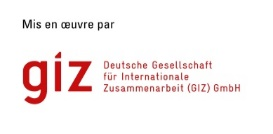 Mis en œuvre par
giz
Deutsche Gesellschaft
für Internationale
Zusammenarbeit (GIZ) GmbH